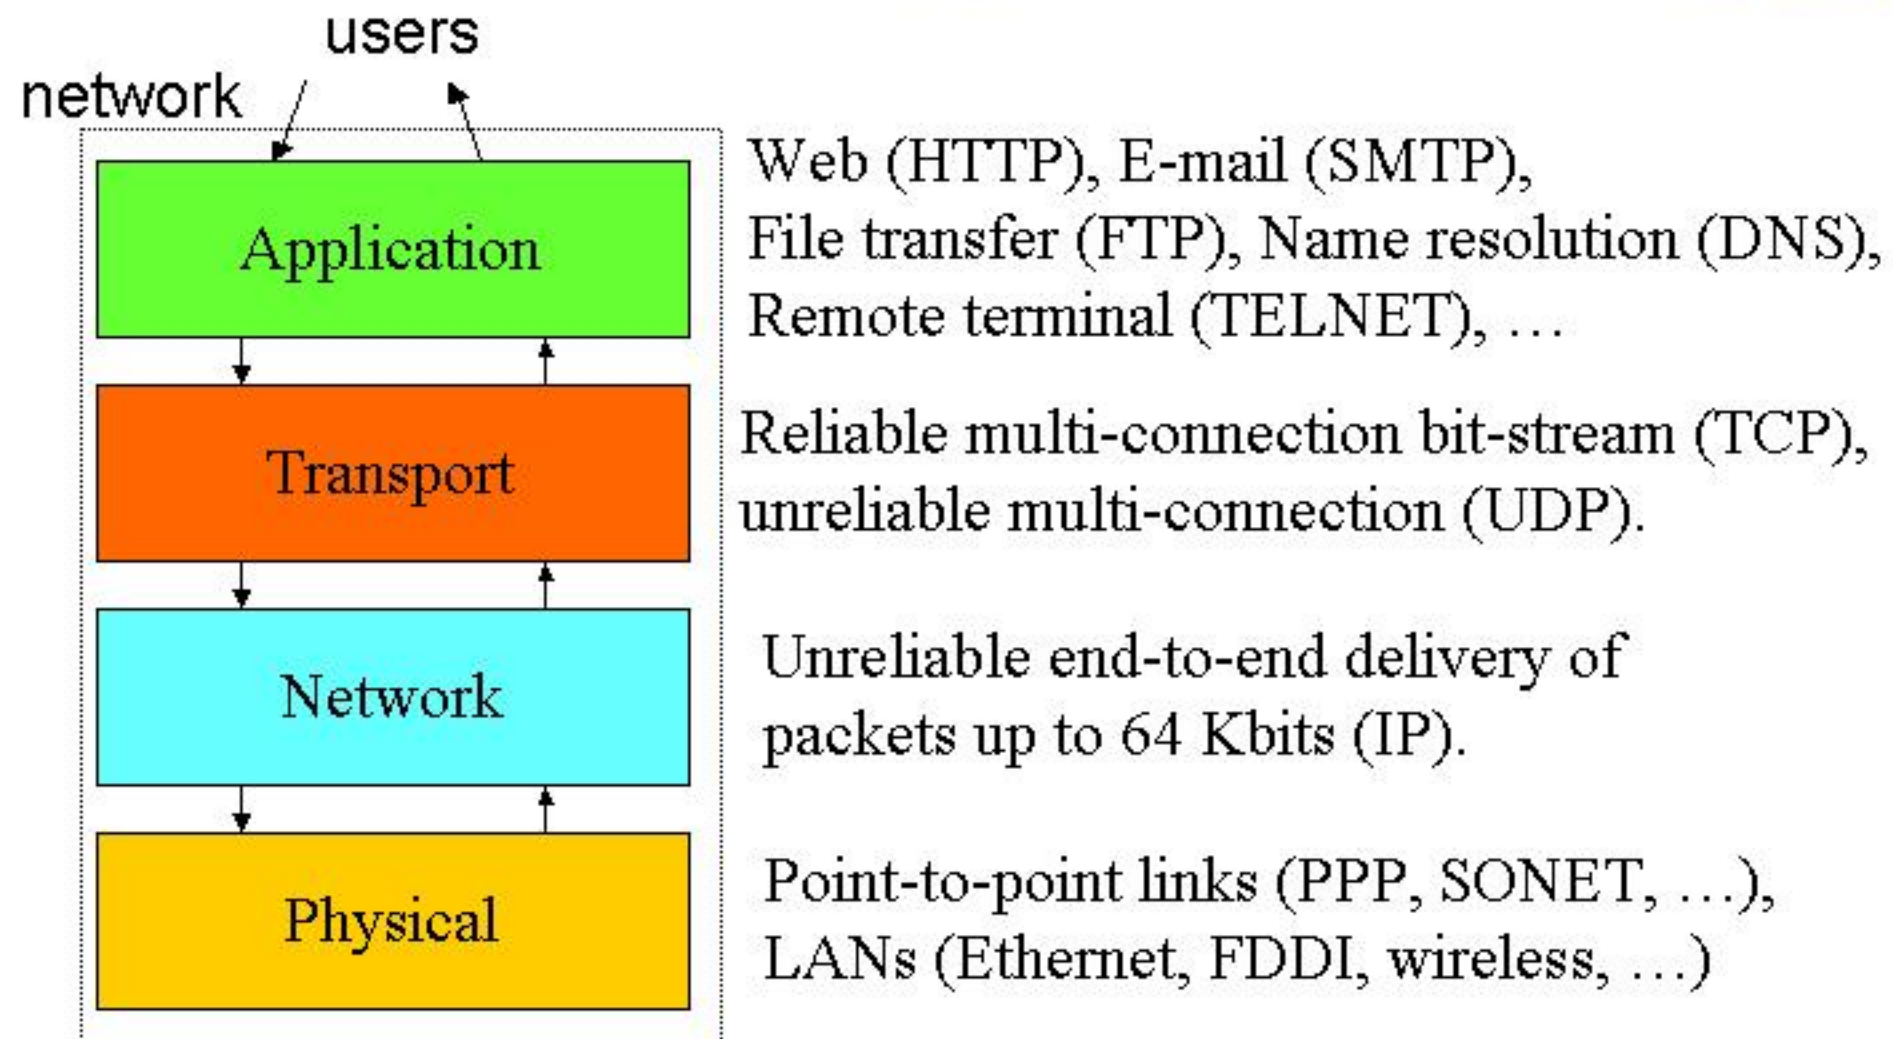 users
network
Application
Web (HTTP), E-mail (SMTP),
File transfer (FTP), Name resolution (DNS),
Remote terminal (TELNET), …
Transport
Reliable multi-connection bit-stream (TCP),
unreliable multi-connection (UDP).
Network
Unreliable end-to-end delivery of
packets up to 64 Kbits (IP).
Physical
Point-to-point links (PPP, SONET, …),
LANs (Ethernet, FDDI, wireless, …)